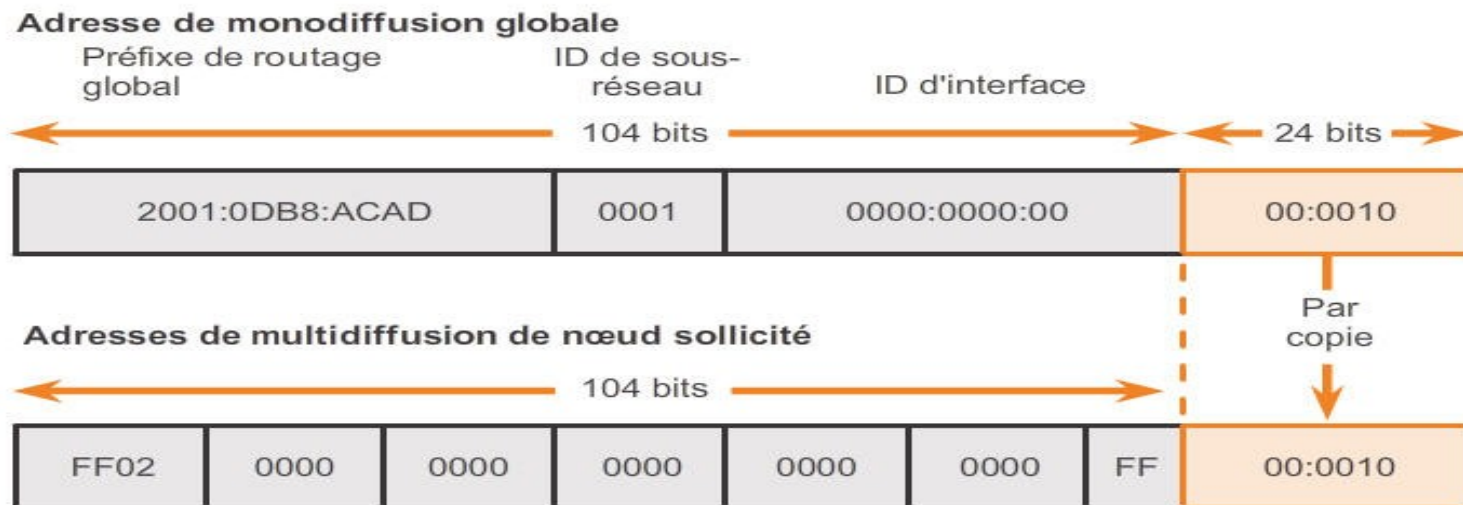 Adresse de monodiffusion globale
Préfixe de routage
global
ID de sous-
réseau
ID d'interface
104 bits
24 bits
2001:0DB8:ACAD
0001
0000:0000:00
00:0010
Par
copie
Adresses de multidiffusion de nœud sollicité
104 bits
FF02
0000
0000
0000
0000
0000
FF
00:0010